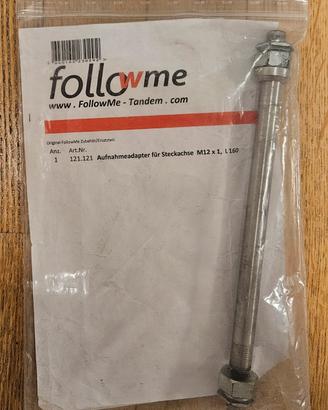 followme
www . FollowMe - Tandem . com
Original FollowMe Zubehör/Ersatzteil:
Anz. Art.Nr.
1 121.121 Aufnahmeadapter für Steckachse M12 x 1, L 160